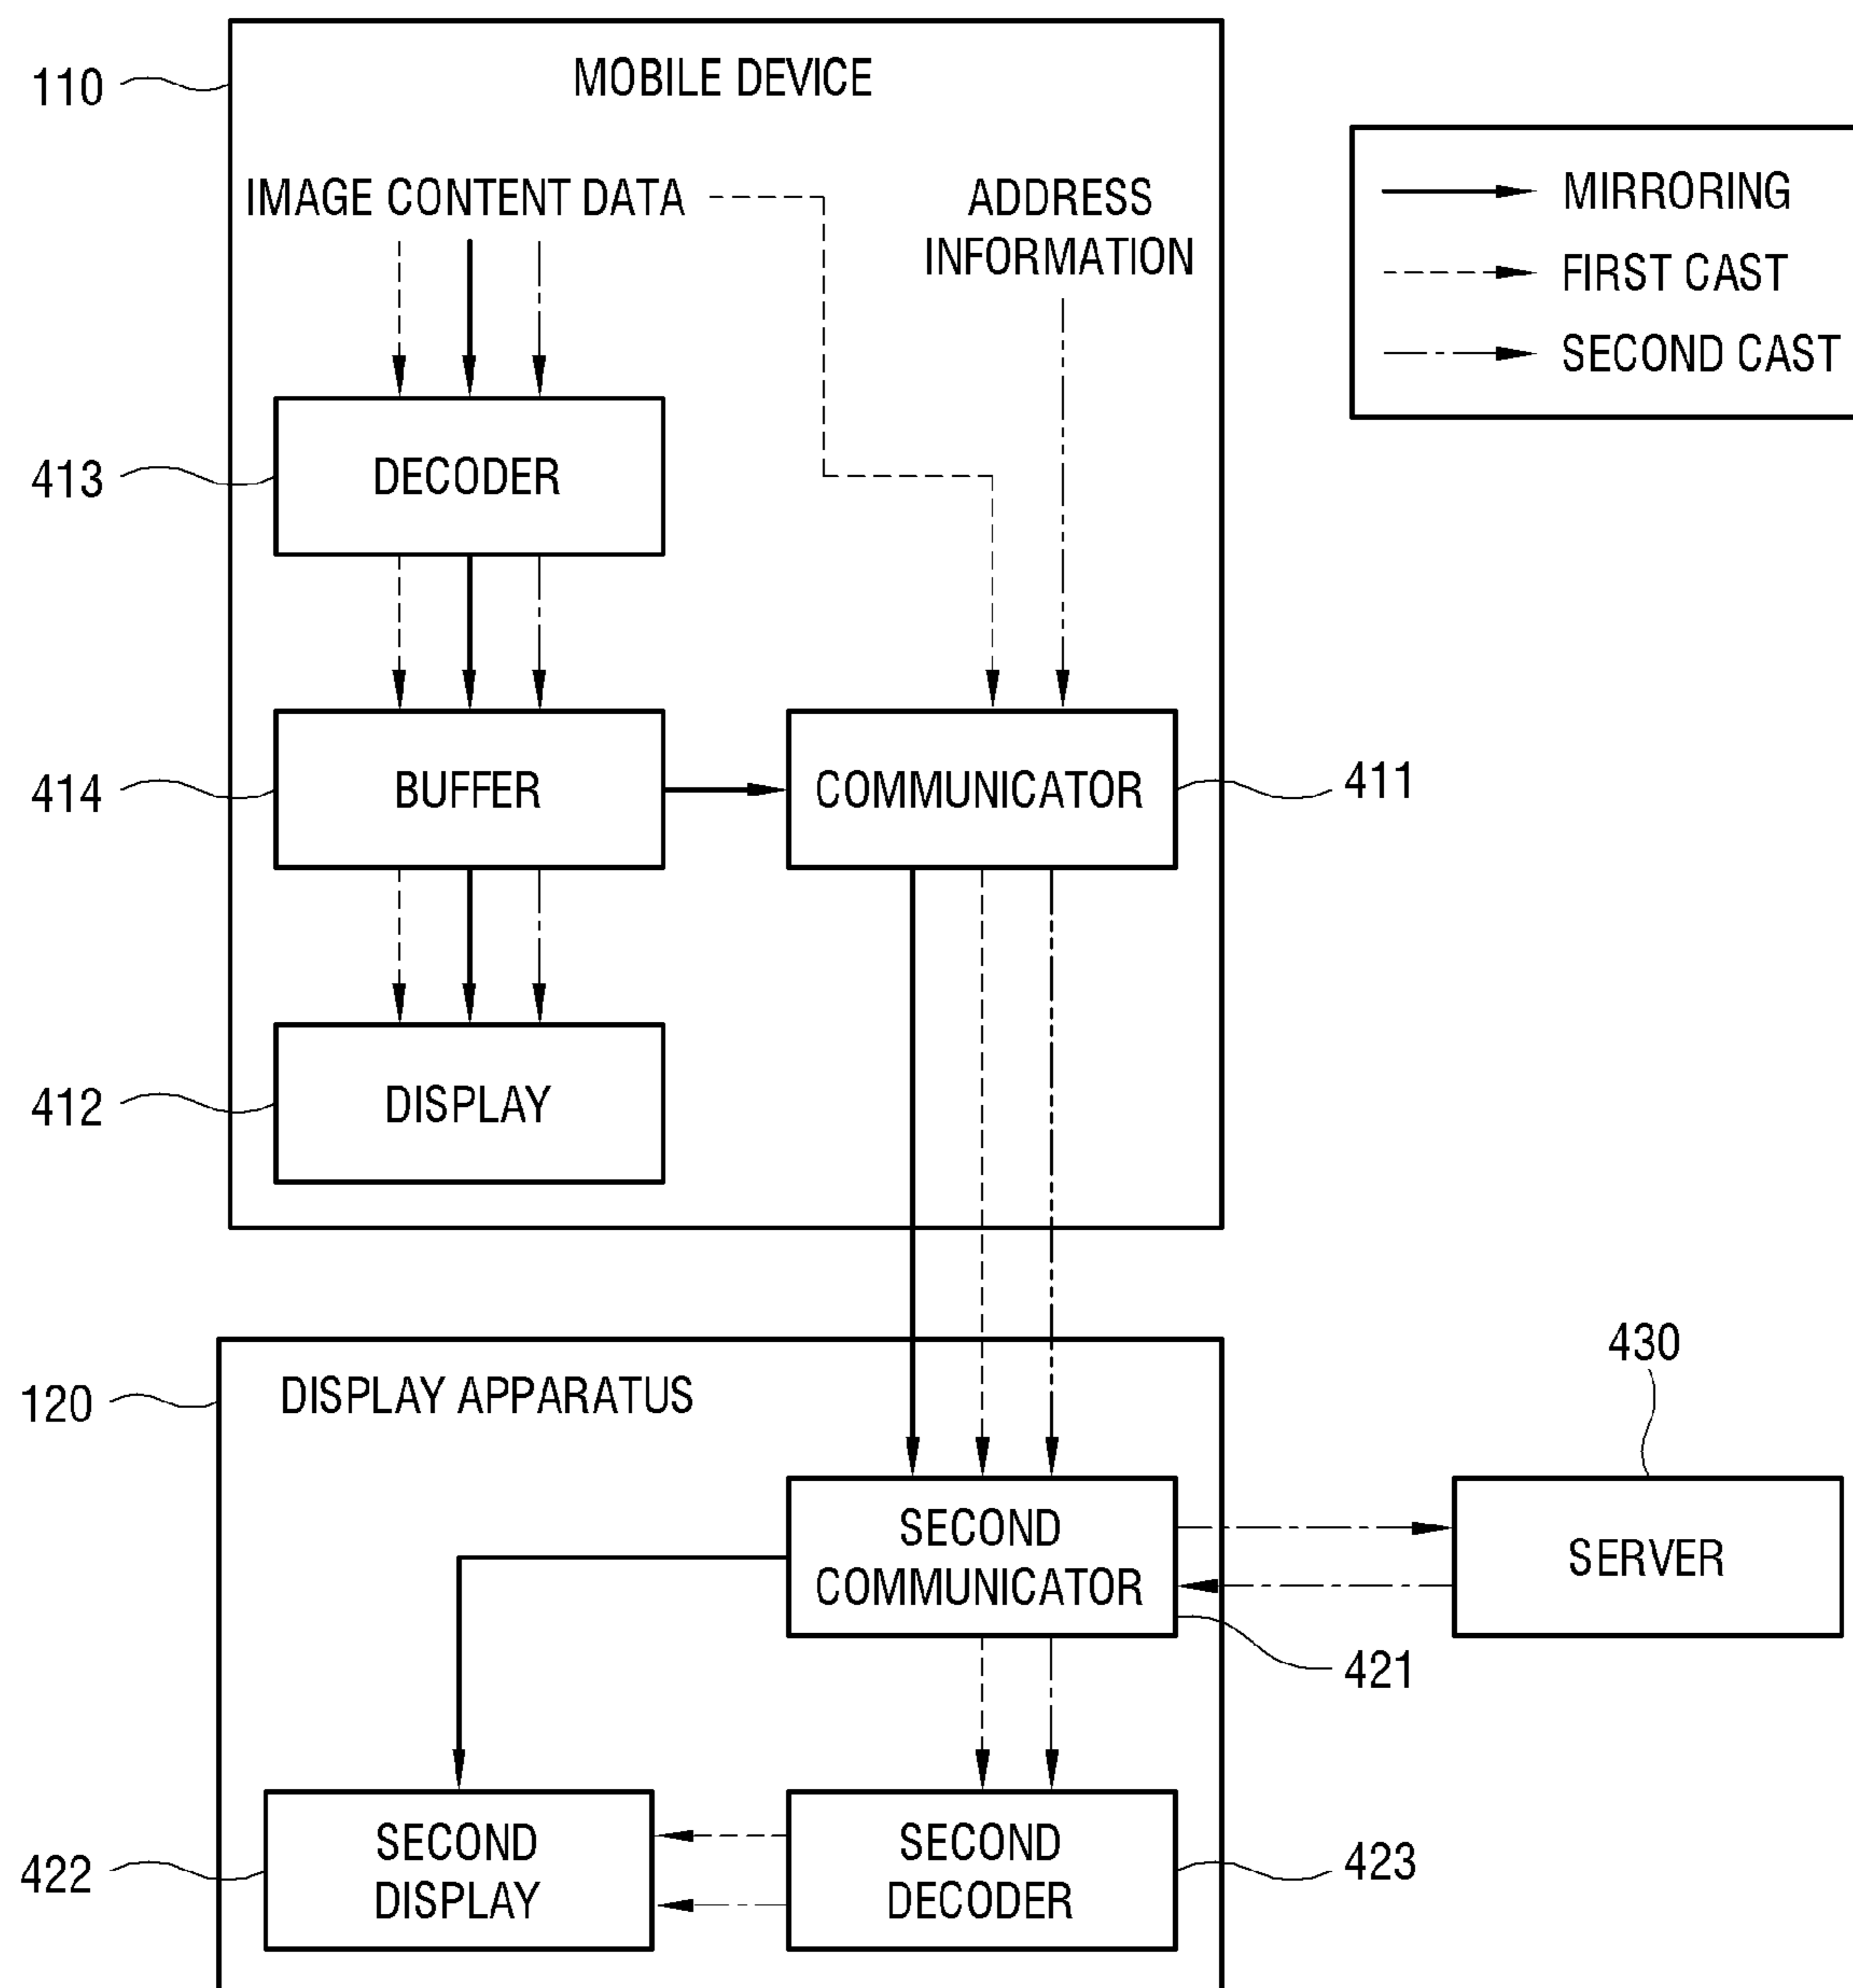 110
MOBILE DEVICE
IMAGE CONTENT DATA
ADDRESS
INFORMATION
MIRRORING
FIRST CAST
SECOND CAST
413
DECODER
414
BUFFER
COMMUNICATOR
411
412
DISPLAY
120
DISPLAY APPARATUS
430
SECOND
COMMUNICATOR
SERVER
421
422
SECOND
DISPLAY
SECOND
DECODER
423